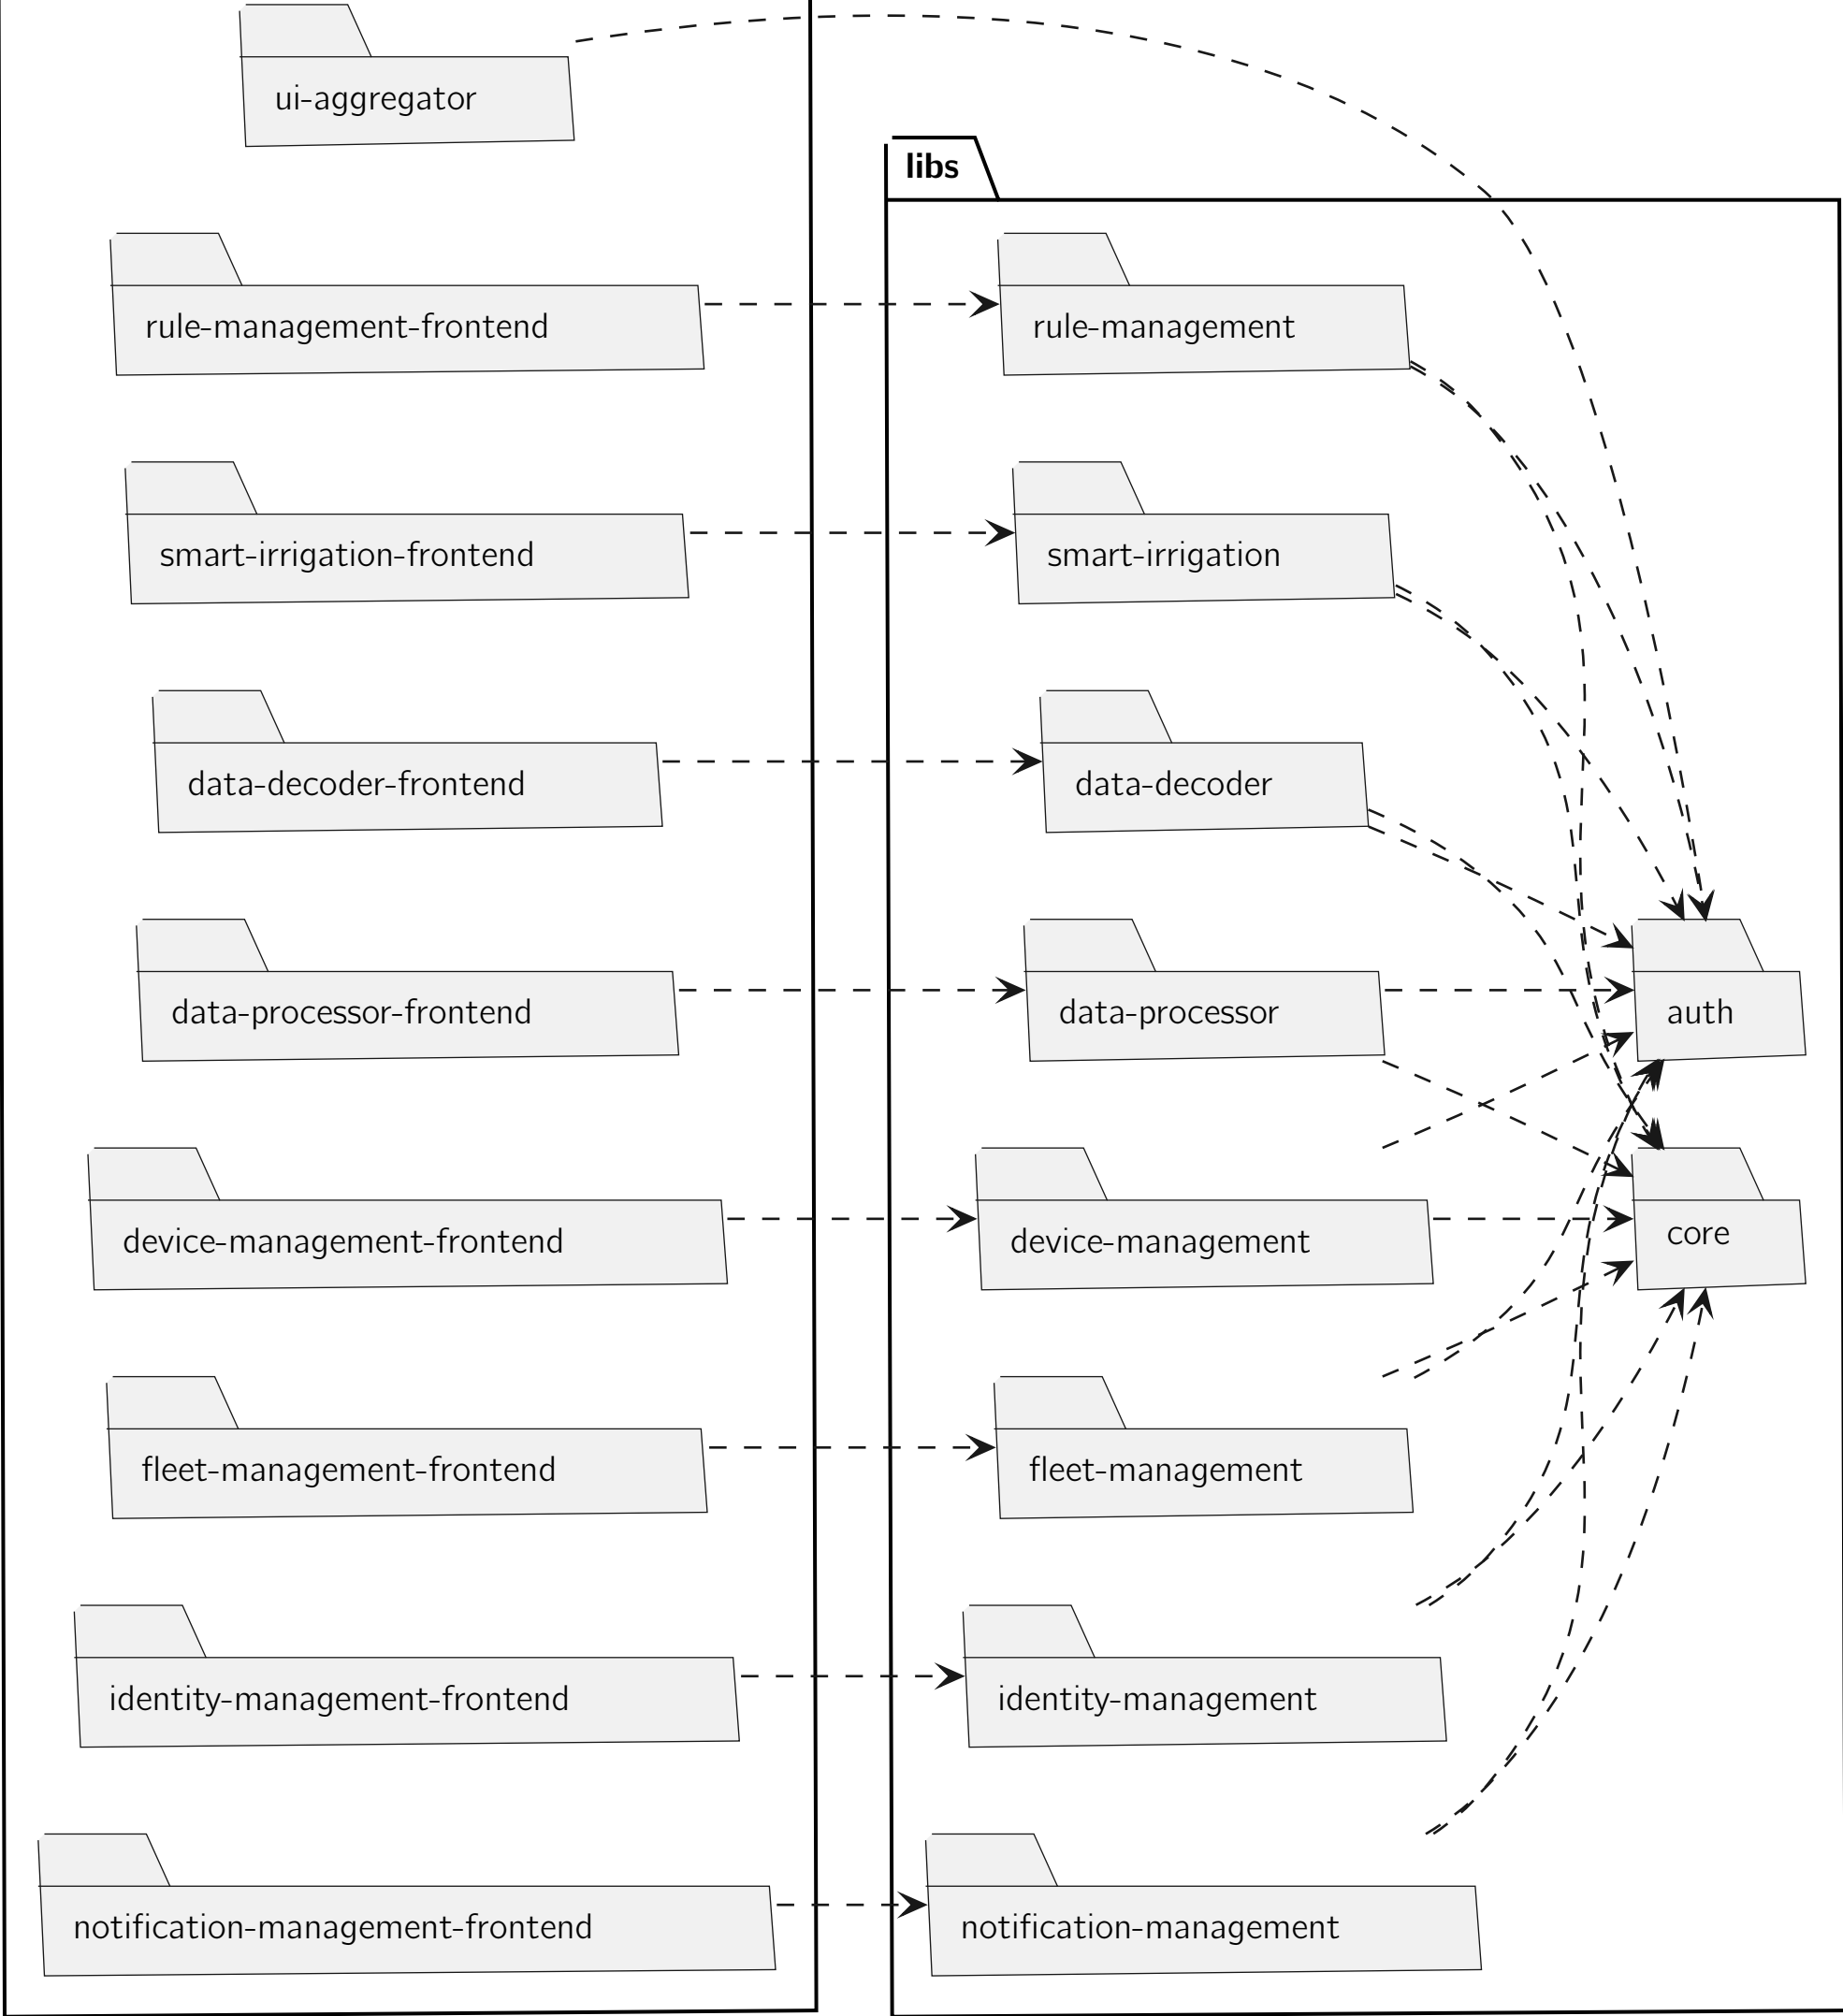 ui-aggregator
libs
rule-management-frontend
rule-management
smart-irrigation-frontend
smart-irrigation
data-decoder-frontend
data-decoder
data-processor-frontend
data-processor
auth
device-management-frontend
device-management
core
fleet-management-frontend
fleet-management
identity-management-frontend
identity-management
notification-management-frontend
notification-management